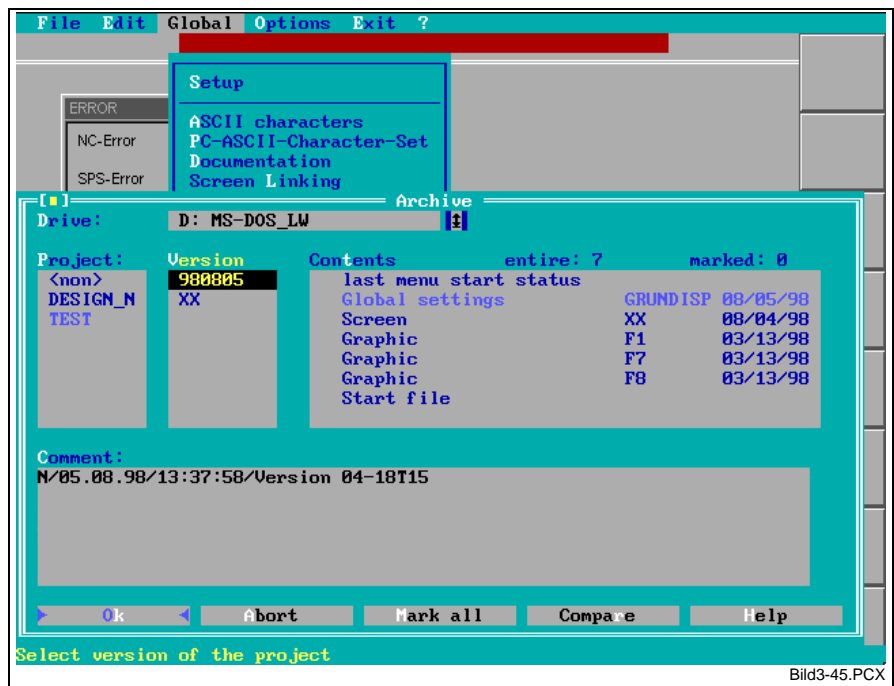 File Edit Global Options Exit ?
Setup
ERROR
ASCII characters
NC-Error
PC-ASCII-Character-Set
Documentation
SPS-Error
Screen Linking
Archive
Drive: D: MS-DOS_LW
Project: Version Contents entire: 7 marked: 0
<non> 980805 last menu start status
DESIGN_N XX Global settings GRUNDISP 08/05/98
TEST Screen XX 08/04/98
Graphic F1 03/13/98
Graphic F7 03/13/98
Graphic F8 03/13/98
Start file
Comment:
N/05.08.98/13:37:58/Version 04-18T15
Ok Abort Mark all Compare Help
Select version of the project
Bild3-45.PCX